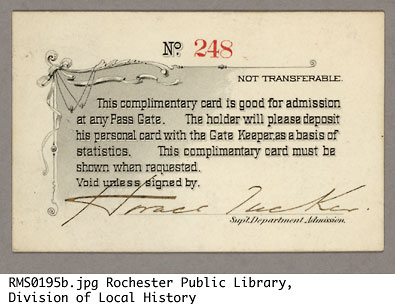 No. 248
NOT TRANSFERABLE.
This complimentary card is good for admission
at any Pass Gate. The holder will please deposit
his personal card with the Gate Keeper, as a basis of
statistics. This complimentary card must be
shown when requested.
Void unless signed by.
Horace Tucker.
Supt. Department Admission.
RMS0195b.jpg Rochester Public Library,
Division of Local History